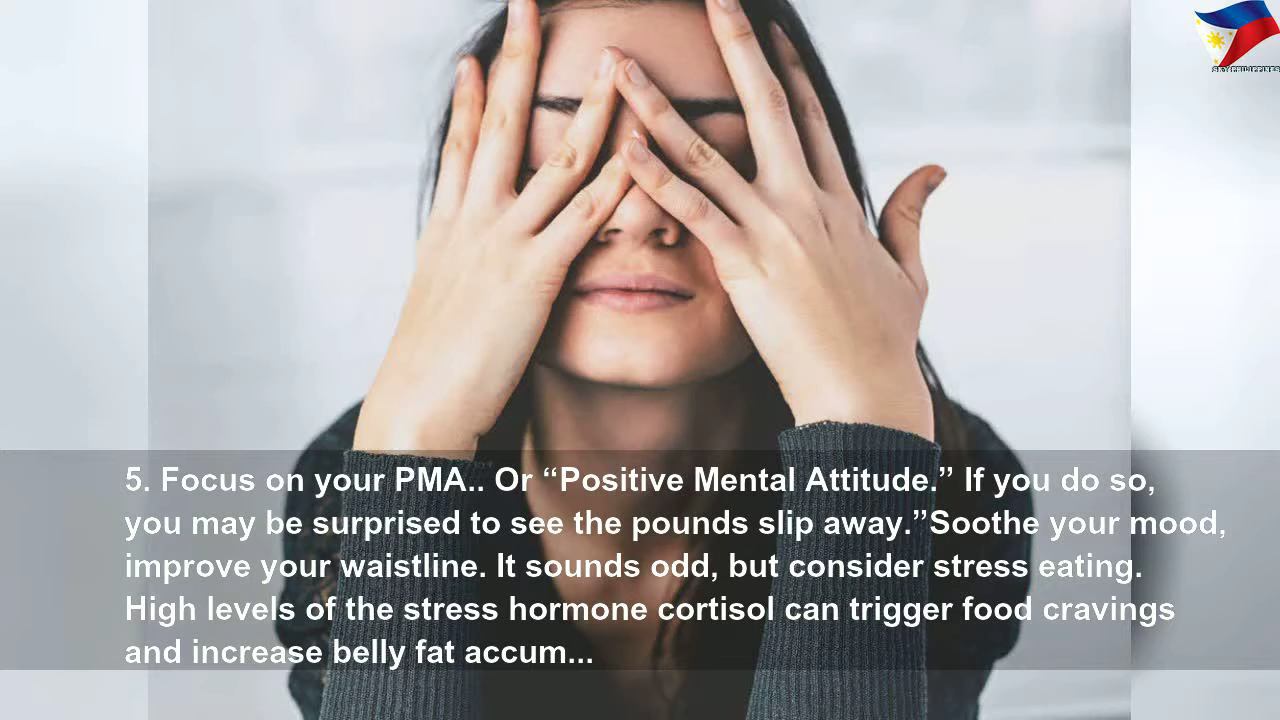 SKYPHILIPPINES
5. Focus on your PMA.. Or “Positive Mental Attitude.” If you do so,
you may be surprised to see the pounds slip away.”Soothe your mood,
improve your waistline. It sounds odd, but consider stress eating.
High levels of the stress hormone cortisol can trigger food cravings
and increase belly fat accum...